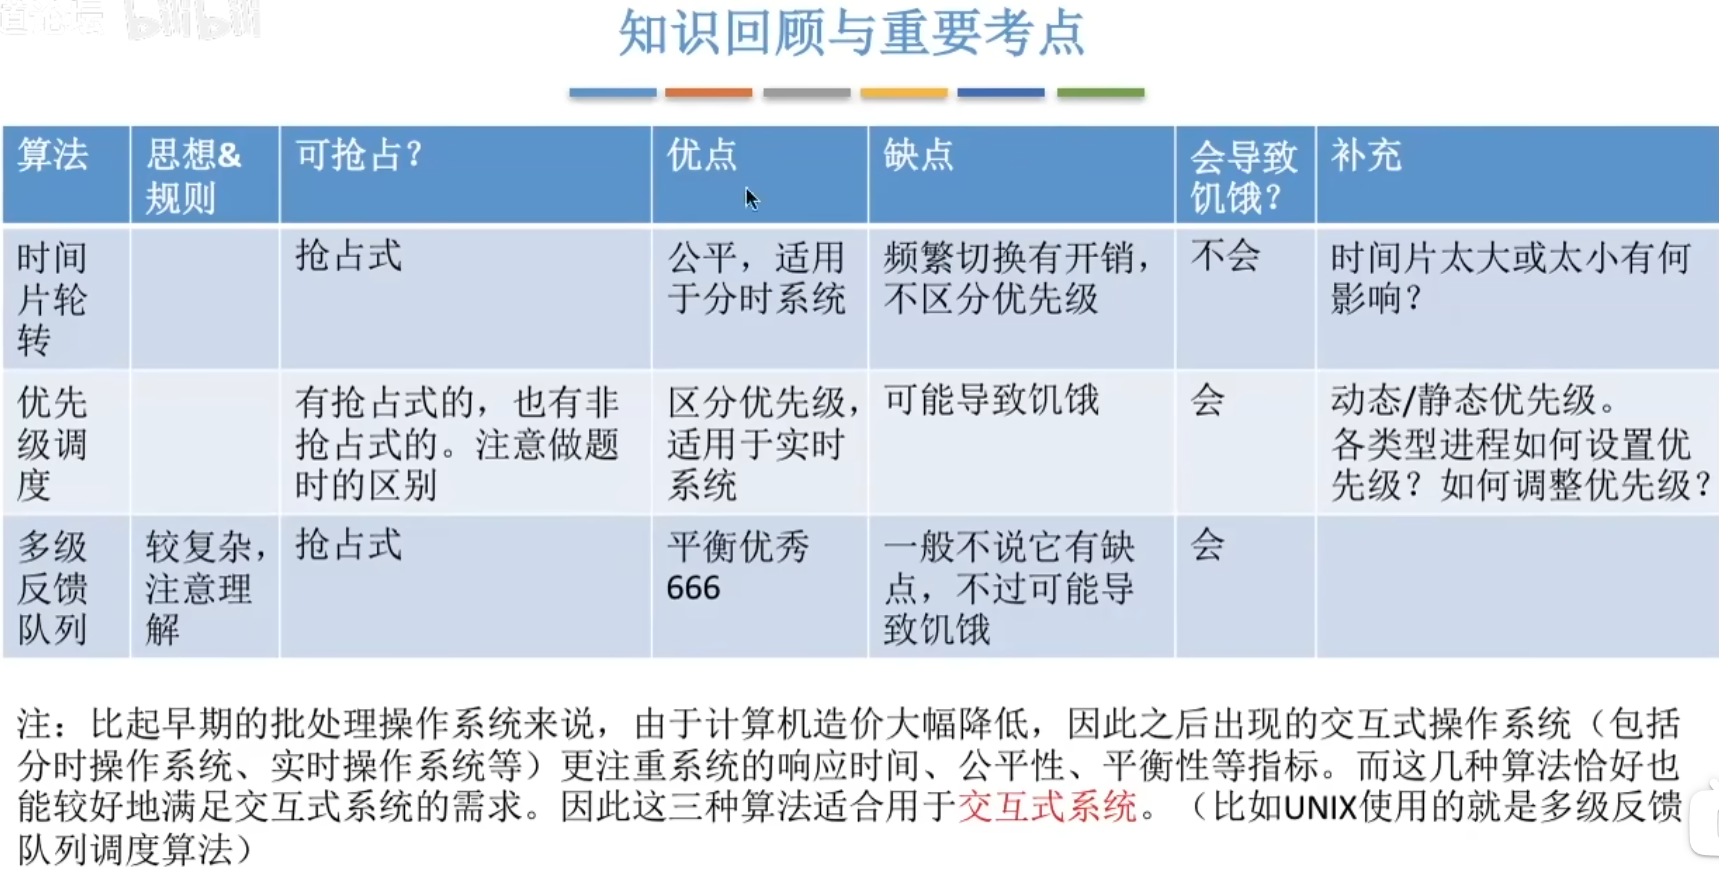 bilibili
知识回顾与重要考点
算法 思想& 可抢占？ 优点 缺点 会导致 补充
规则 饥饿？
时间 抢占式 公平，适用 频繁切换有开销， 不会 时间片太大或太小有何
片轮 于分时系统 不区分优先级 影响？
转
优先 有抢占式的，也有非 区分优先级， 可能导致饥饿 会 动态/静态优先级。
级调 抢占式的。注意做题 适用于实时 各类型进程如何设置优
度 时的区别 系统 先级？如何调整优先级？
多级 较复杂， 抢占式 平衡优秀 一般不说它有缺 会
反馈 注意理 666 点，不过可能导
队列 解 致饥饿
注：比起早期的批处理操作系统来说，由于计算机造价大幅降低，因此之后出现的交互式操作系统（包括
分时操作系统、实时操作系统等）更注重系统的响应时间、公平性、平衡性等指标。而这几种算法恰好也
能较好地满足交互式系统的需求。因此这三种算法适合用于交互式系统。（比如UNIX使用的就是多级反馈
队列调度算法）